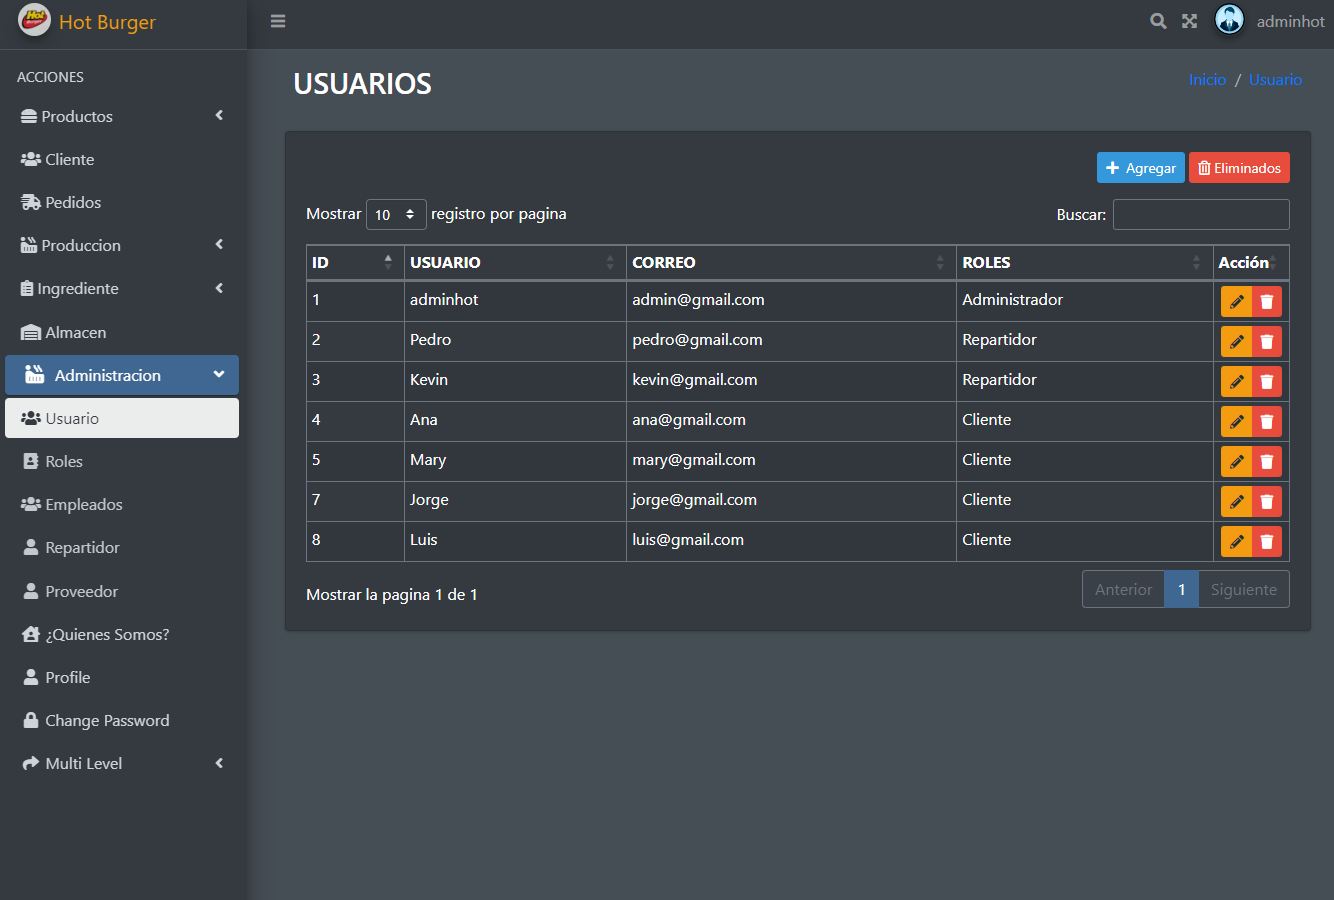 Hot Burger
adminhot
ACCIONES
Productos
Cliente
Pedidos
Produccion
Ingrediente
Almacen
Administracion
Usuario
Roles
Empleados
Repartidor
Proveedor
¿Quienes Somos?
Profile
Change Password
Multi Level
USUARIOS
Inicio / Usuario
Agregar Eliminados
Mostrar 10 registro por pagina Buscar:
ID USUARIO CORREO ROLES Acción
1 adminhot admin@gmail.com Administrador
2 Pedro pedro@gmail.com Repartidor
3 Kevin kevin@gmail.com Repartidor
4 Ana ana@gmail.com Cliente
5 Mary mary@gmail.com Cliente
7 Jorge jorge@gmail.com Cliente
8 Luis luis@gmail.com Cliente
Mostrar la pagina 1 de 1 Anterior 1 Siguiente